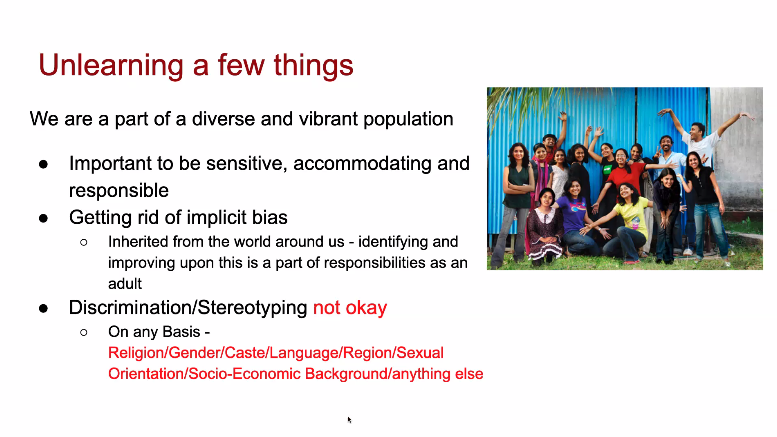 Unlearning a few things
We are a part of a diverse and vibrant population
● Important to be sensitive, accommodating and
responsible
● Getting rid of implicit bias
○ Inherited from the world around us - identifying and
improving upon this is a part of responsibilities as an
adult
● Discrimination/Stereotyping not okay
○ On any Basis -
Religion/Gender/Caste/Language/Region/Sexual
Orientation/Socio-Economic Background/anything else